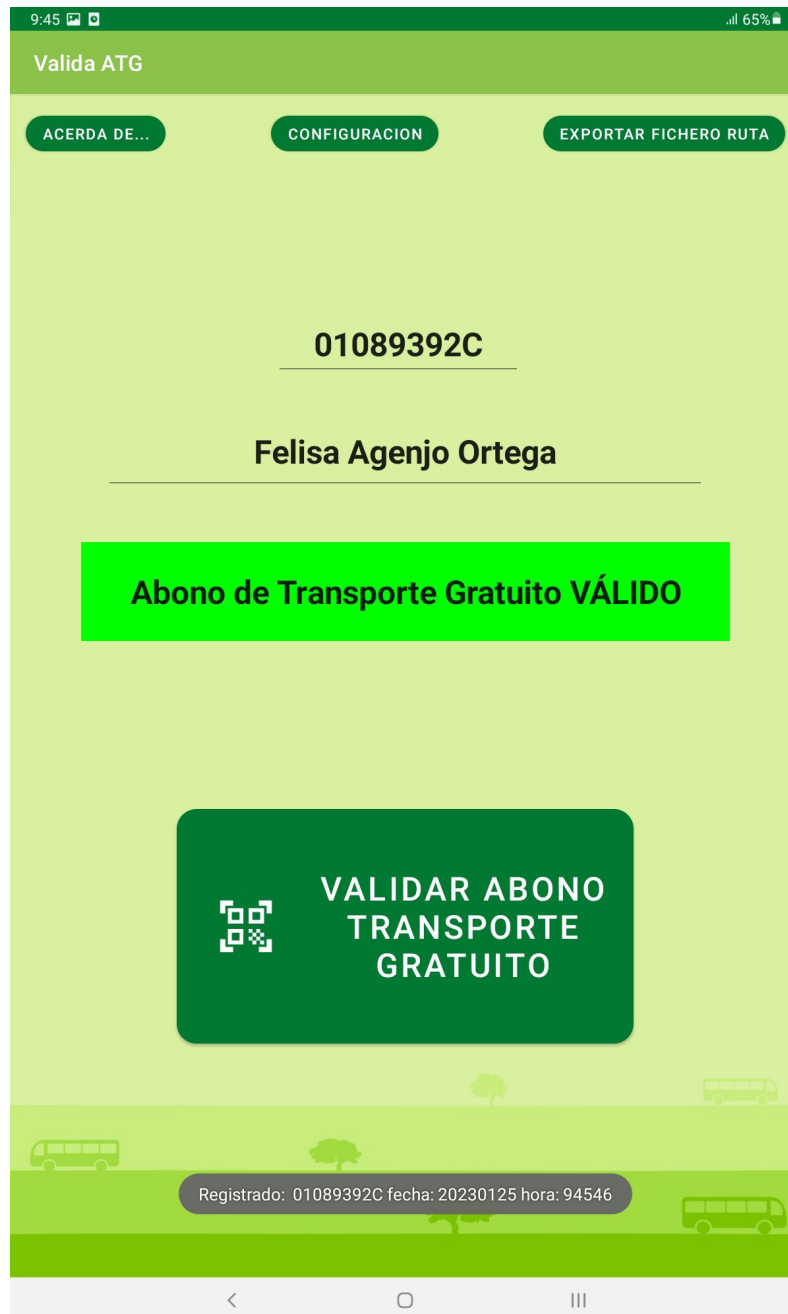 9:45 65%
Valida ATG
ACERDA DE... CONFIGURACION EXPORTAR FICHERO RUTA
01089392C
Felisa Agenjo Ortega
Abono de Transporte Gratuito VÁLIDO
VALIDAR ABONO
TRANSPORTE
GRATUITO
Registrado: 01089392C fecha: 20230125 hora: 94546